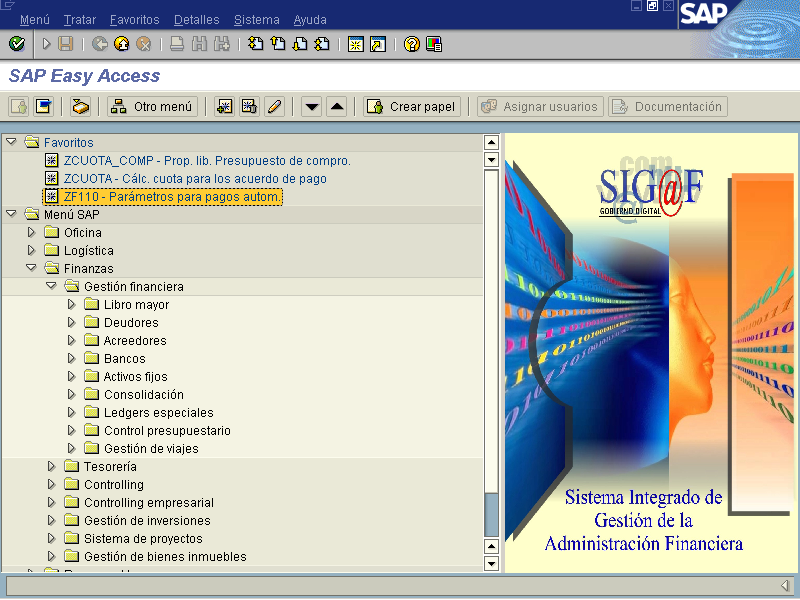 Menú Tratar Favoritos Detalles Sistema Ayuda
SAP
SAP Easy Access
Otro menú Crear papel Asignar usuarios Documentación
Favoritos
ZCUOTA_COMP - Prop. lib. Presupuesto de compro.
ZCUOTA - Cálc. cuota para los acuerdo de pago
ZF110 - Parámetros para pagos autom.
Menú SAP
Oficina
Logística
Finanzas
Gestión financiera
Libro mayor
Deudores
Acreedores
Bancos
Activos fijos
Consolidación
Ledgers especiales
Control presupuestario
Gestión de viajes
Tesorería
Controlling
Controlling empresarial
Gestión de inversiones
Sistema de proyectos
Gestión de bienes inmuebles
com
SIG@F
GOBIERNO DIGITAL
Sistema Integrado de
Gestión de la
Administración Financiera